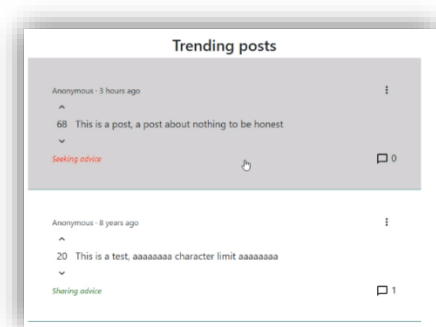 Trending posts
Anonymous · 3 hours ago
68 This is a post, a post about nothing to be honest
Seeking advice
0
Anonymous · 8 years ago
20 This is a test, aaaaaaaa character limit aaaaaaaa
Sharing advice
1